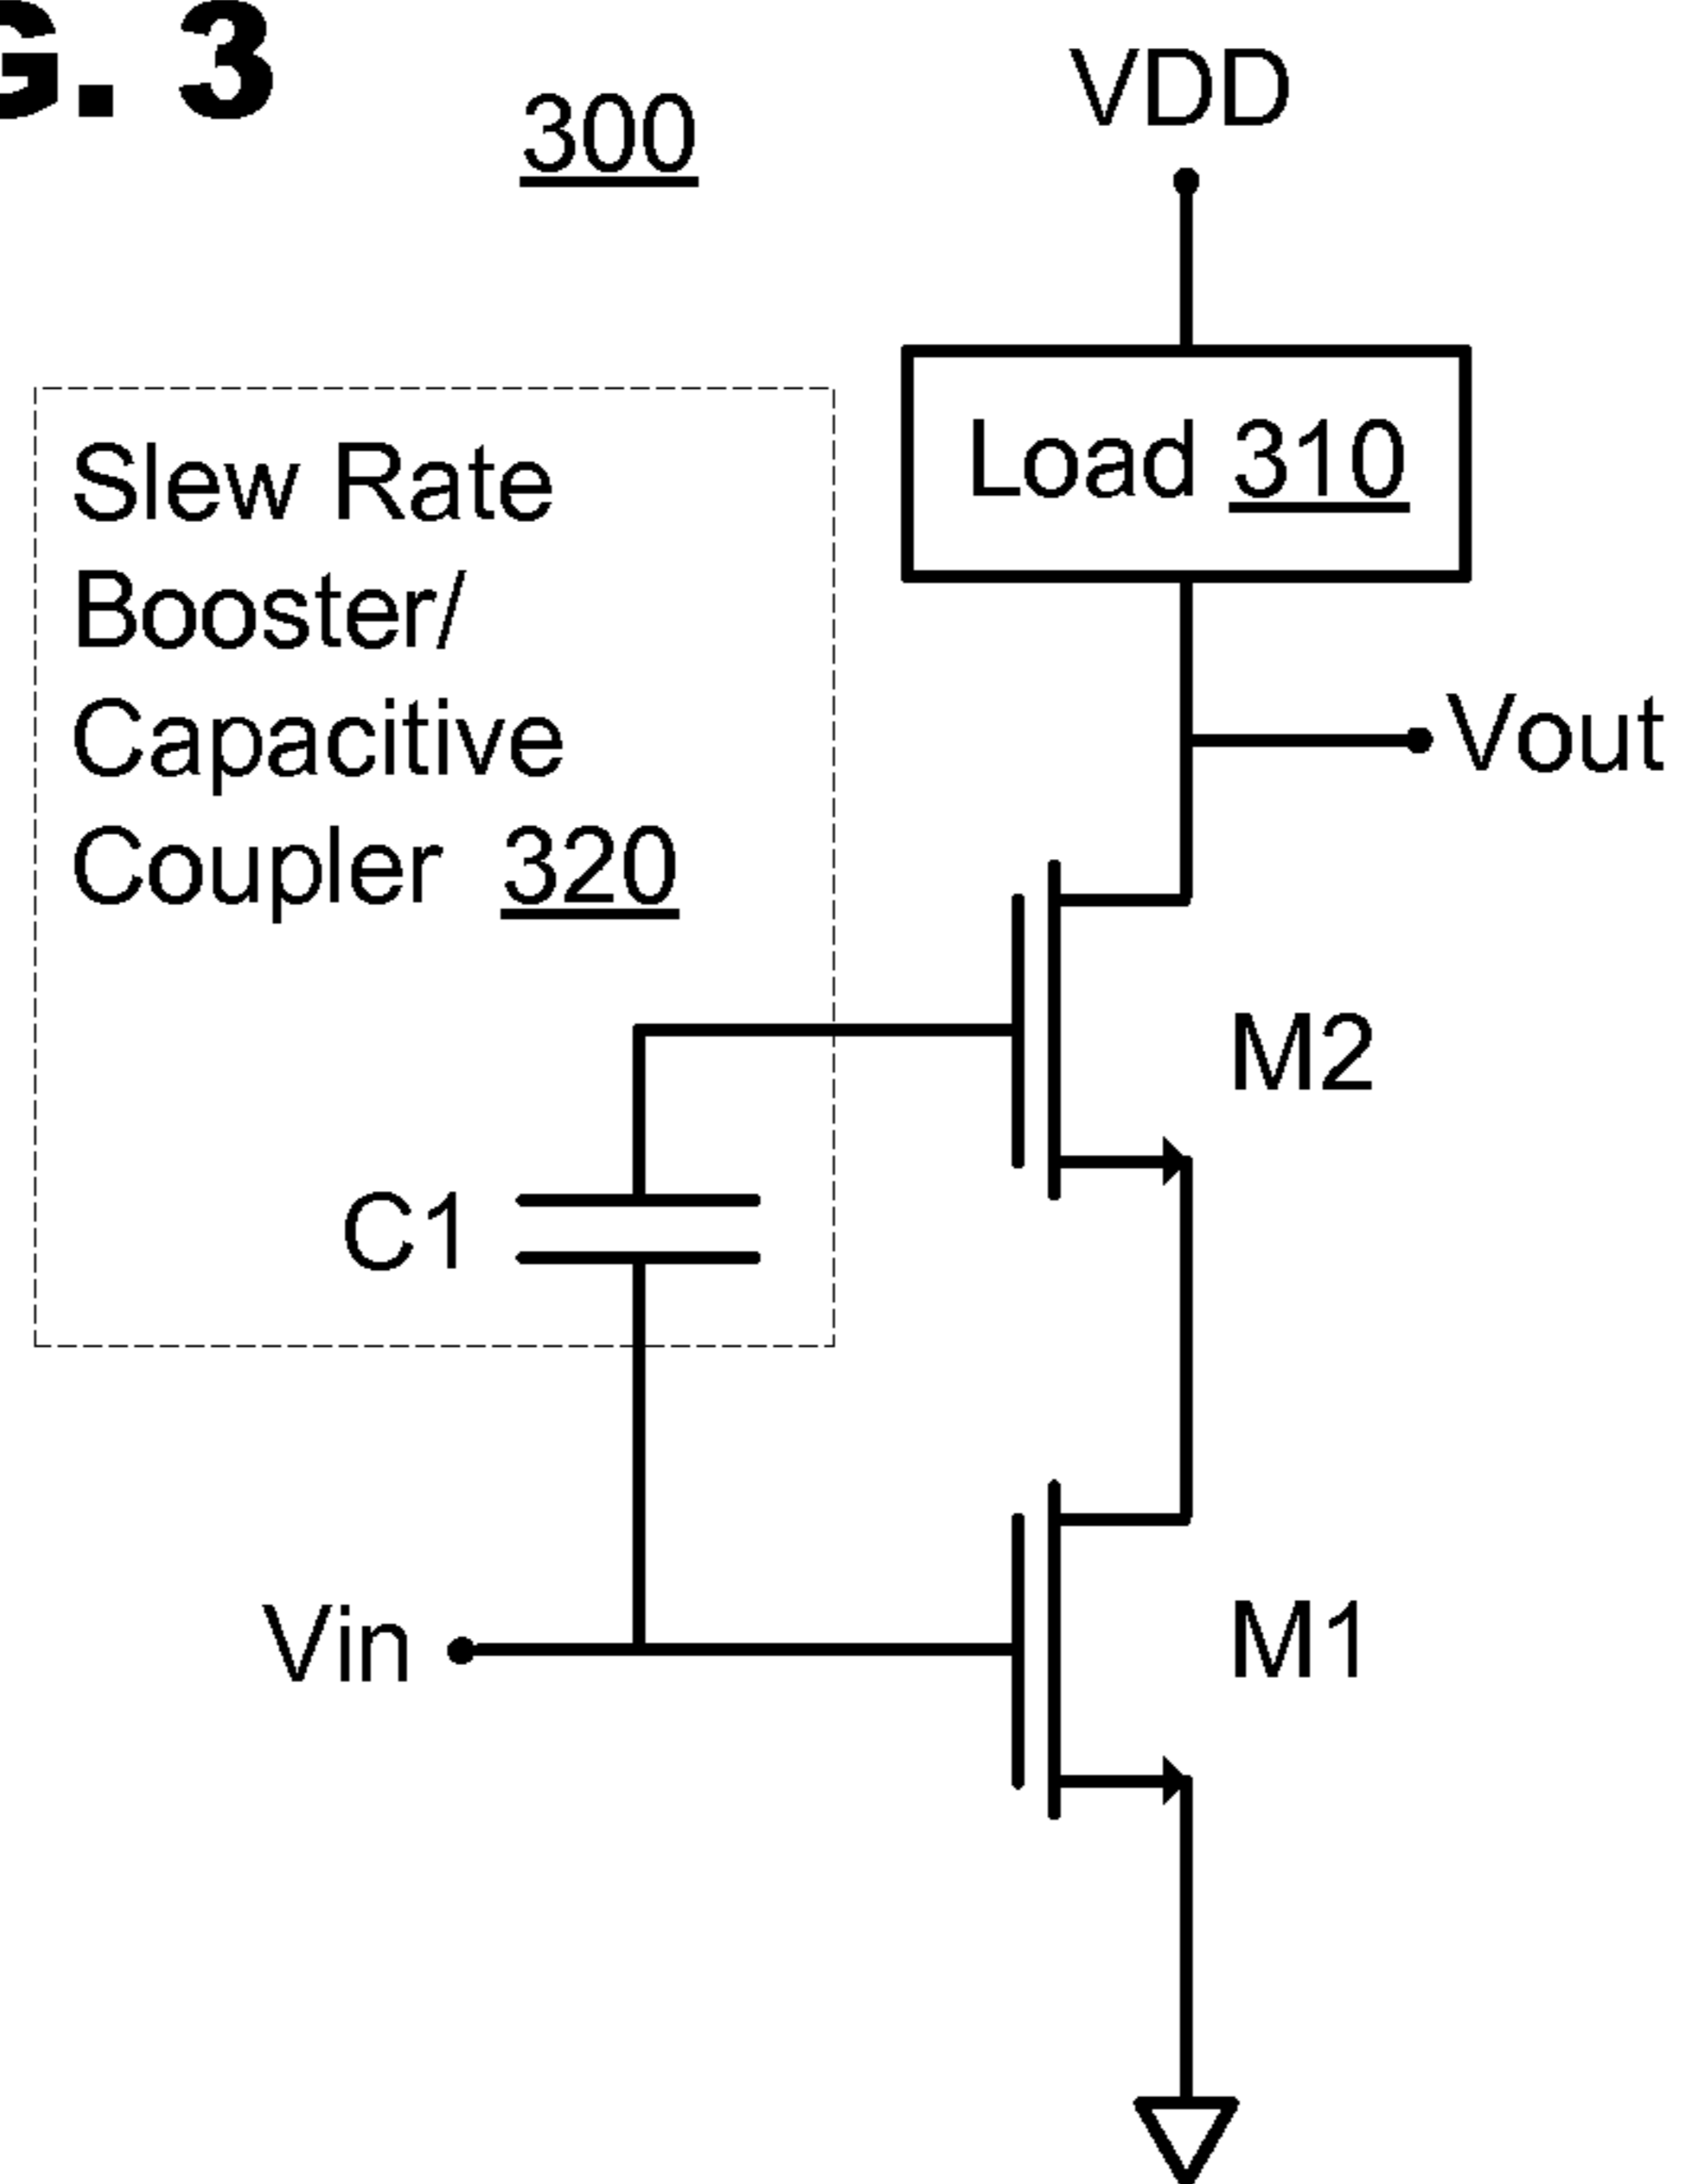 G. 3
300
VDD
Load 310
Slew Rate
Booster/
Capacitive
Coupler 320
Vout
M2
C1
Vin
M1